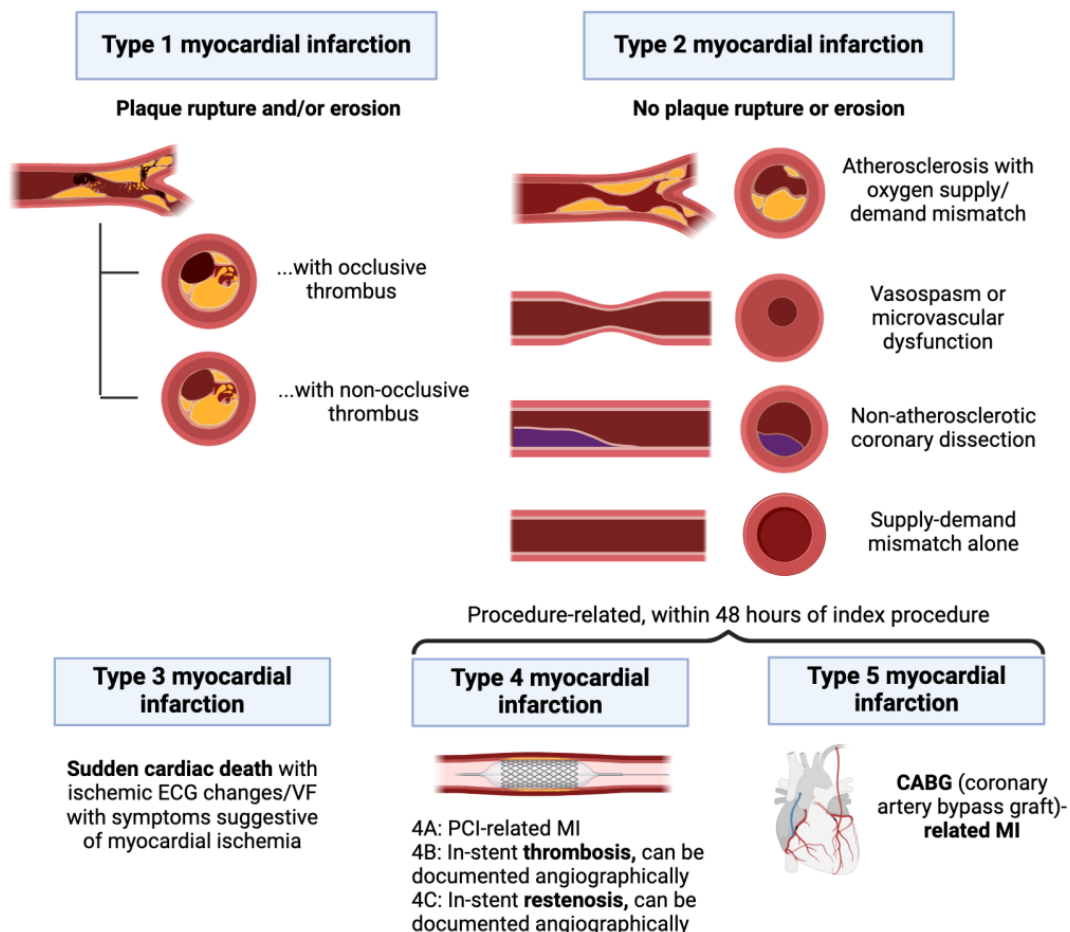 Type 1 myocardial infarction
Plaque rupture and/or erosion
...with occlusive
thrombus
...with non-occlusive
thrombus
Type 2 myocardial infarction
No plaque rupture or erosion
Atherosclerosis with
oxygen supply/
demand mismatch
Vasospasm or
microvascular
dysfunction
Non-atherosclerotic
coronary dissection
Supply-demand
mismatch alone
Type 3 myocardial
infarction
Sudden cardiac death with
ischemic ECG changes/VF
with symptoms suggestive
of myocardial ischemia
Procedure-related, within 48 hours of index procedure
Type 4 myocardial
infarction
4A: PCI-related MI
4B: In-stent thrombosis, can be
documented angiographically
4C: In-stent restenosis, can be
documented angiographically
Type 5 myocardial
infarction
CABG (coronary
artery bypass graft)-
related MI